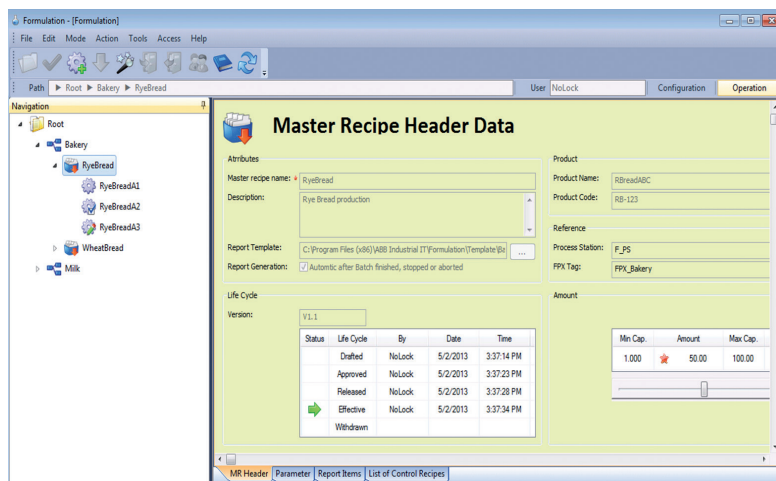 Formulation - [Formulation]
File Edit Mode Action Tools Access Help
Path Root Bakery RyeBread User NoLock Configuration Operation
Navigation
Root
Bakery
RyeBread
RyeBreadA1
RyeBreadA2
RyeBreadA3
WheatBread
Milk
Master Recipe Header Data
Attributes
Master recipe name: * RyeBread
Description: Rye Bread production
Report Template: C:\Program Files (x86)\ABB Industrial IT\Formulation\Template\Ba ...
Report Generation: Automtic after Batch finished, stopped or aborted
Product
Product Name: RBreadABC
Product Code: RB-123
Reference
Process Station: F_PS
FPX Tag: FPX_Bakery
Life Cycle
Version: V1.1
Status Life Cycle By Date Time
Drafted NoLock 5/2/2013 3:37:14 PM
Approved NoLock 5/2/2013 3:37:23 PM
Released NoLock 5/2/2013 3:37:28 PM
Effective NoLock 5/2/2013 3:37:34 PM
Withdrawn
Amount
Min Cap. Amount Max Cap.
1.000 50.00 100.00
MR Header Parameter Report Items List of Control Recipes